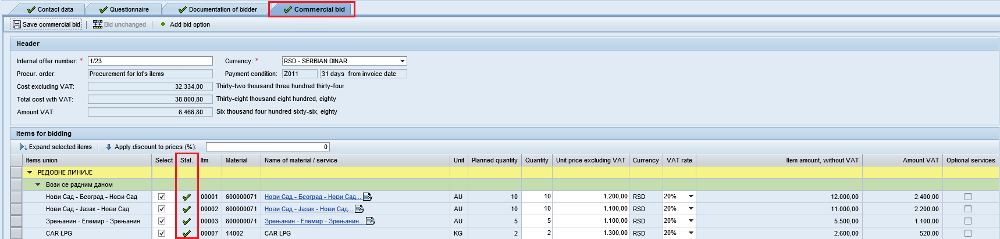 Contact data Questionnaire Documentation of bidder Commercial bid
Save commercial bid Bid unchanged Add bid option
Header
Internal offer number: * 1/23 Currency: * RSD - SERBIAN DINAR
Procur. order: Procurement for lot's items Payment condition: Z011 31 days from invoice date
Cost excluding VAT: 32.334,00 Thirty-two thousand three hundred thirty-four
Total cost wth VAT: 38.800,80 Thirty-eight thousand eight hundred, eighty
Amount VAT: 6.466,80 Six thousand four hundred sixty-six, eighty
Items for bidding
Expand selected items Apply discount to prices (%): 0
Items union Select Stat. Itm. Material Name of material / service Unit Planned quantity Quantity Unit price excluding VAT Currency VAT rate Item amount, without VAT Amount VAT Optional services
РЕДОВНЕ ЛИНИЈЕ
Вози се радним даном
Нови Сад - Београд - Нови Сад 00001 600000071 Нови Сад - Београд - Нови Сад... AU 10 10 1.200,00 RSD 20% 12.000,00 2.400,00
Нови Сад - Јазак - Нови Сад 00002 600000071 Нови Сад - Јазак - Нови Сад... AU 10 10 1.100,00 RSD 20% 11.000,00 2.200,00
Зрењанин - Елемир - Зрењанин 00003 600000071 Зрењанин - Елемир - Зрењанин... AU 5 5 1.100,00 RSD 20% 5.500,00 1.100,00
CAR LPG 00007 14002 CAR LPG KG 2 2 1.300,00 RSD 20% 2.600,00 520,00